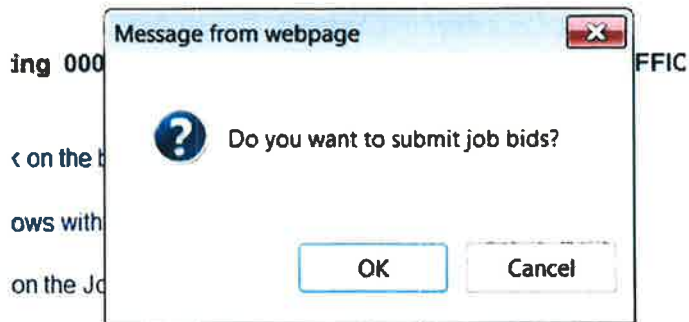 Message from webpage
ing 000 FFIC
Do you want to submit job bids?
on the
ows with
OK Cancel
on the